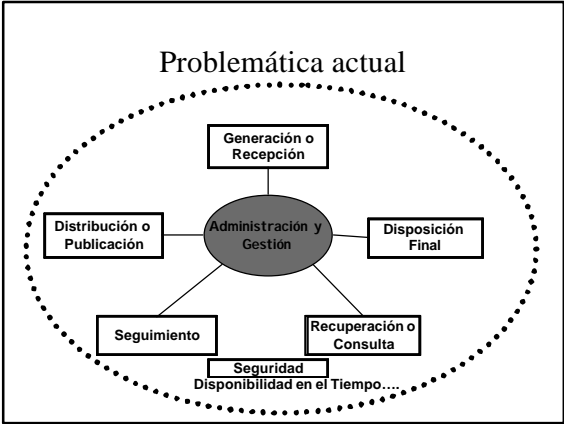 Problemática actual
Generación o
Recepción
Distribución o
Publicación
Administración y
Gestión
Disposición
Final
Seguimiento
Recuperación o
Consulta
Seguridad
Disponibilidad en el Tiempo….